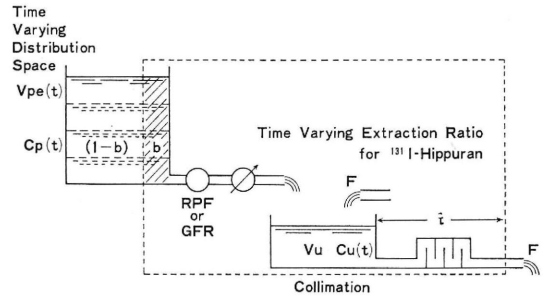 Time
Varying
Distribution
Space
Vpe(t)
Cp(t)
(1-b)
b
Time Varying Extraction Ratio
for ¹³¹I-Hippuran
RPF
or
GFR
F
t̄
Vu
Cu(t)
F
Collimation